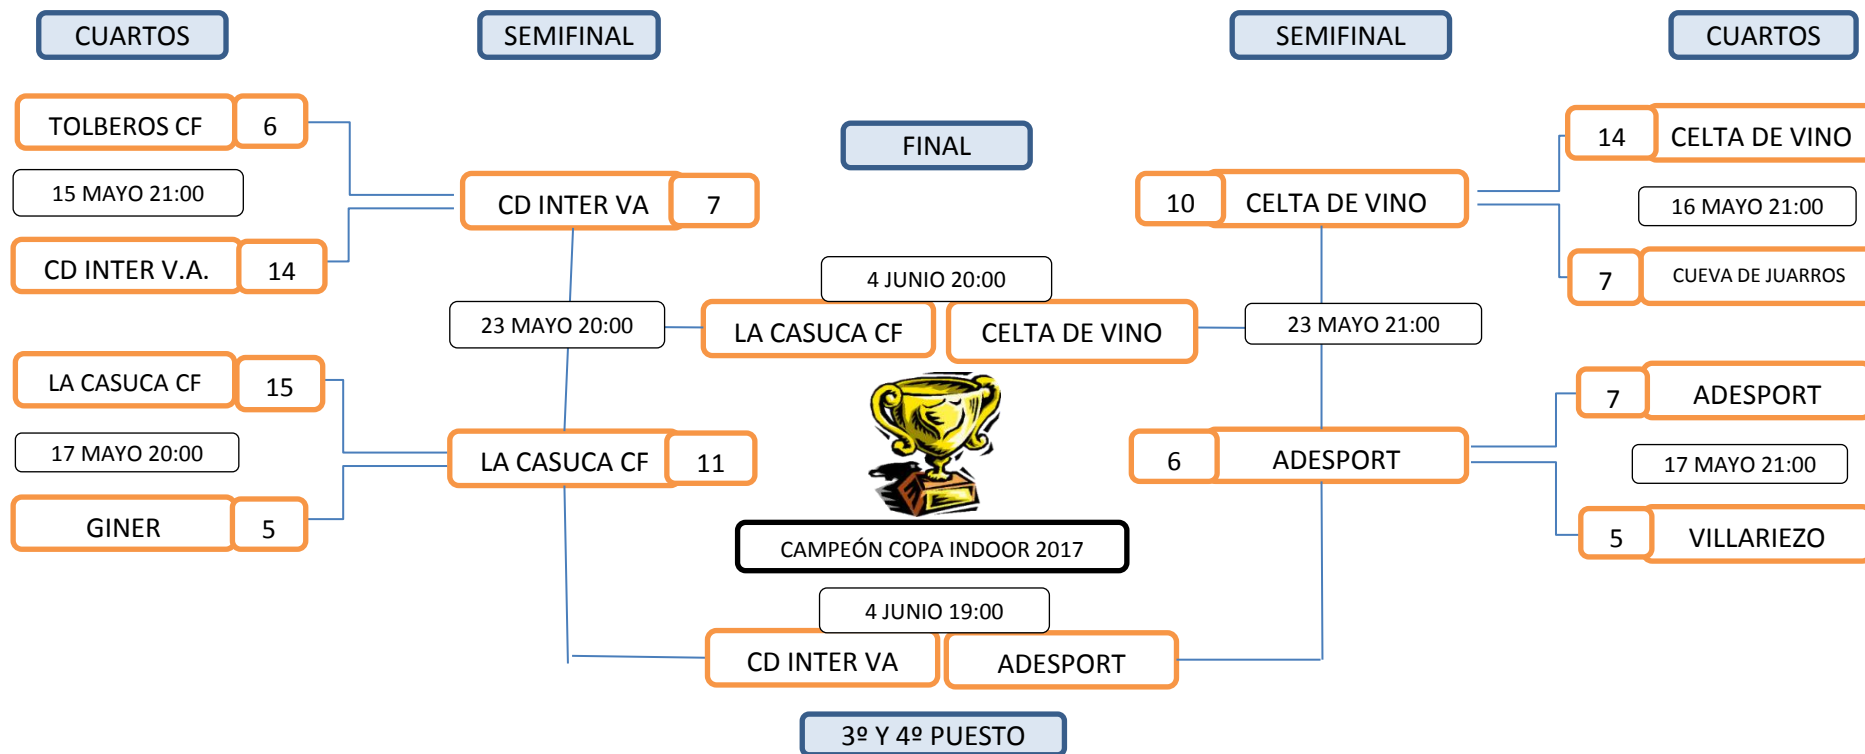 CUARTOS
SEMIFINAL
SEMIFINAL
CUARTOS
TOLBEROS CF 6
15 MAYO 21:00
CD INTER V.A. 14
LA CASUCA CF 15
17 MAYO 20:00
GINER 5
CD INTER VA 7
23 MAYO 20:00
LA CASUCA CF 11
FINAL
4 JUNIO 20:00
LA CASUCA CF CELTA DE VINO
CAMPEÓN COPA INDOOR 2017
4 JUNIO 19:00
CD INTER VA ADESPORT
3º Y 4º PUESTO
10 CELTA DE VINO
23 MAYO 21:00
6 ADESPORT
14 CELTA DE VINO
16 MAYO 21:00
7 CUEVA DE JUARROS
7 ADESPORT
17 MAYO 21:00
5 VILLARIEZO